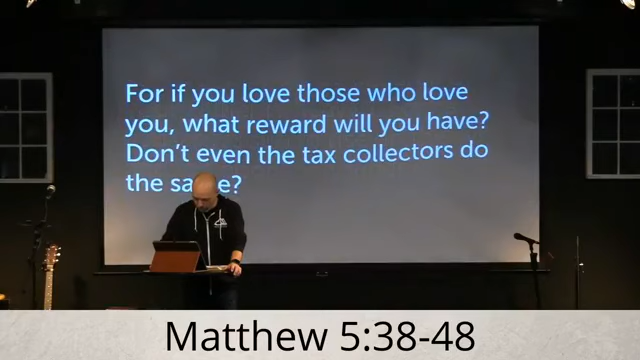 For if you love those who love
you, what reward will you have?
Don't even the tax collectors do
the sa e?
Matthew 5:38-48